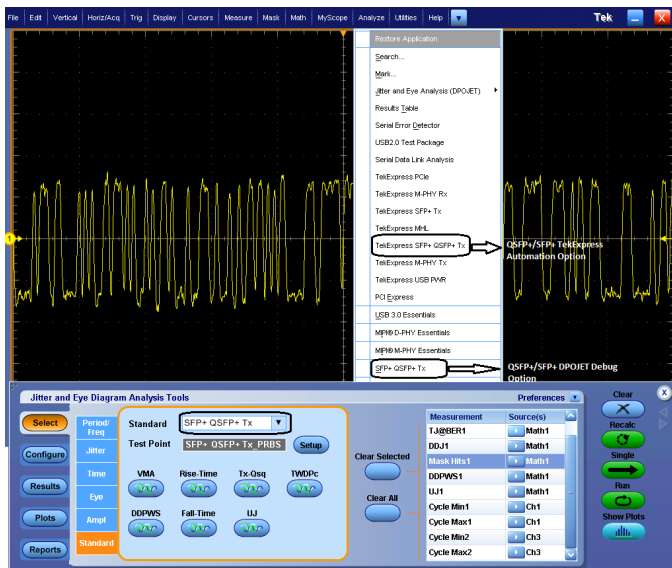 File Edit Vertical Horiz/Acq Trig Display Cursors Measure Mask Math MyScope Analyze Utilities Help Tek X
Restore Application
Search...
Mark...
Jitter and Eye Analysis (DPOJET)
Results Table
Serial Error Detector
USB2.0 Test Package
Serial Data Link Analysis
TekExpress PCIe
TekExpress M-PHY Rx
TekExpress SFP+ Tx
TekExpress MHL
TekExpress SFP+ QSFP+ Tx
QSFP+/SFP+ TekExpress
Automation Option
TekExpress M-PHY Tx
TekExpress USB PWR
PCI Express
USB 3.0 Essentials
MIPI® D-PHY Essentials
MIPI® M-PHY Essentials
SFP+ QSFP+ Tx
QSFP+/SFP+ DPOJET Debug
Option
1
Jitter and Eye Diagram Analysis Tools
Preferences
Select
Configure
Results
Plots
Reports
Period/
Freq
Jitter
Time
Eye
Ampl
Standard
Standard SFP+ QSFP+ Tx
Test Point SFP+ QSFP+ Tx_PRBS Setup
VMA Rise-Time Tx-Qsq TWDPc
DDPWS Fall-Time UJ
Clear Selected
Clear All
Measurement Source(s)
TJ@BER1 Math1
DDJ1 Math1
Mask Hits1 Math1
DDPWS1 Math1
UJ1 Math1
Cycle Min1 Ch1
Cycle Max1 Ch1
Cycle Min2 Ch3
Cycle Max2 Ch3
Clear
Recalc
Single
Run
Show Plots
X